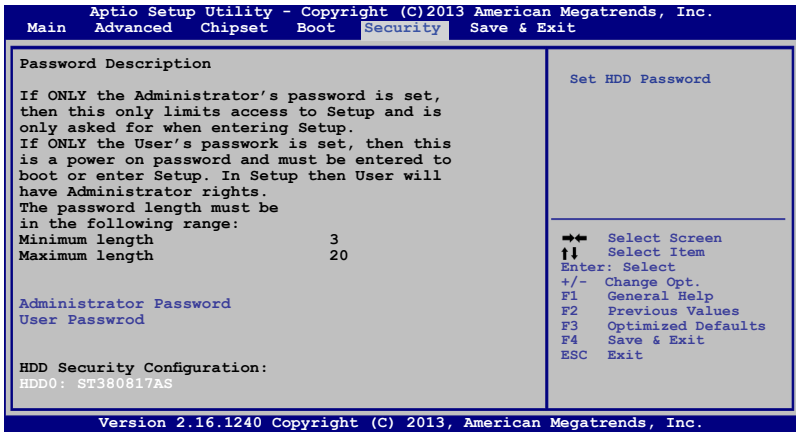 Aptio Setup Utility - Copyright (C)2013 American Megatrends, Inc.
Main Advanced Chipset Boot Security Save & Exit
Password Description
If ONLY the Administrator's password is set,
then this only limits access to Setup and is
only asked for when entering Setup.
If ONLY the User's passwork is set, then this
is a power on password and must be entered to
boot or enter Setup. In Setup then User will
have Administrator rights.
The password length must be
in the following range:
Minimum length 3
Maximum length 20
Administrator Password
User Passwrod
HDD Security Configuration:
HDD0: ST380817AS
Set HDD Password
→← Select Screen
↑↓ Select Item
Enter: Select
+/- Change Opt.
F1 General Help
F2 Previous Values
F3 Optimized Defaults
F4 Save & Exit
ESC Exit
Version 2.16.1240 Copyright (C) 2013, American Megatrends, Inc.